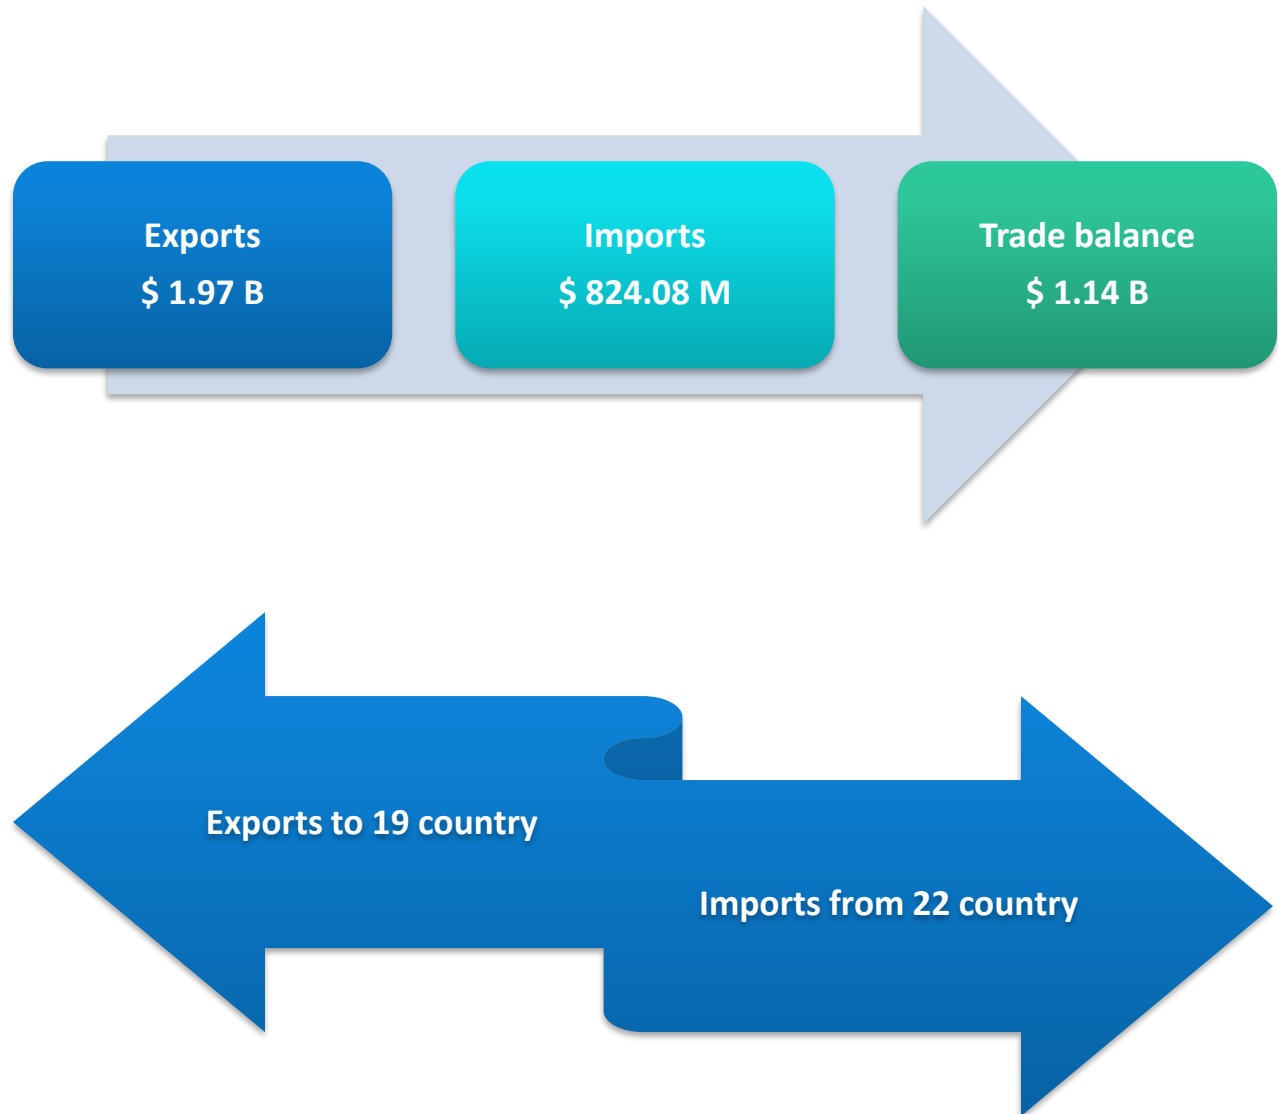 Exports
$ 1.97 B
Imports
$ 824.08 M
Trade balance
$ 1.14 B
Exports to 19 country
Imports from 22 country